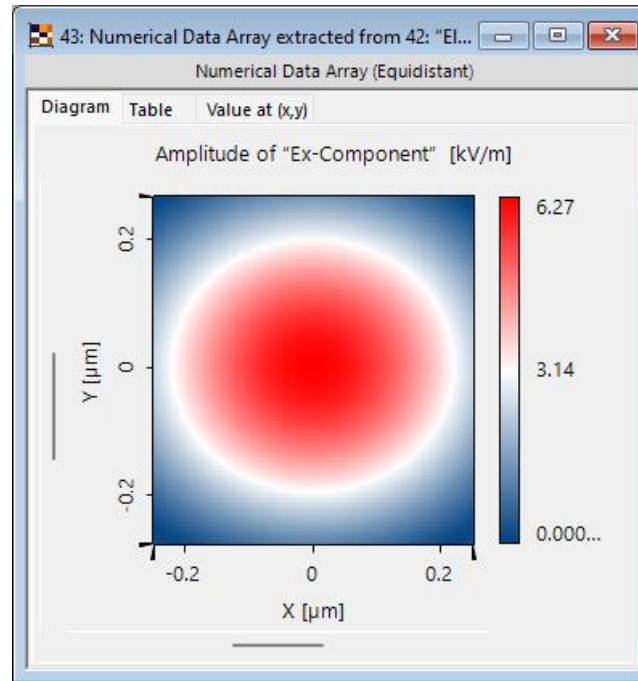 43: Numerical Data Array extracted from 42: "El...
Numerical Data Array (Equidistant)
Diagram Table Value at (x,y)
Amplitude of "Ex-Component" [kV/m]
6.27
3.14
0.000...
Y [µm]
0.2
0
-0.2
-0.2 0 0.2
X [µm]